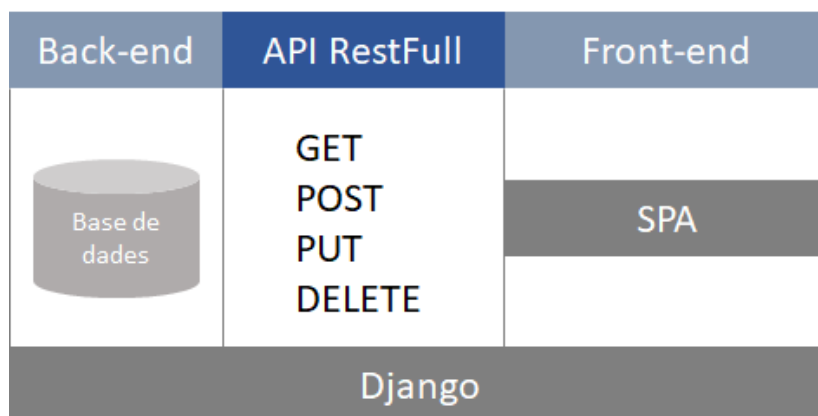 Back-end
API RestFull
Front-end
Base de
dades
GET
POST
PUT
DELETE
SPA
Django